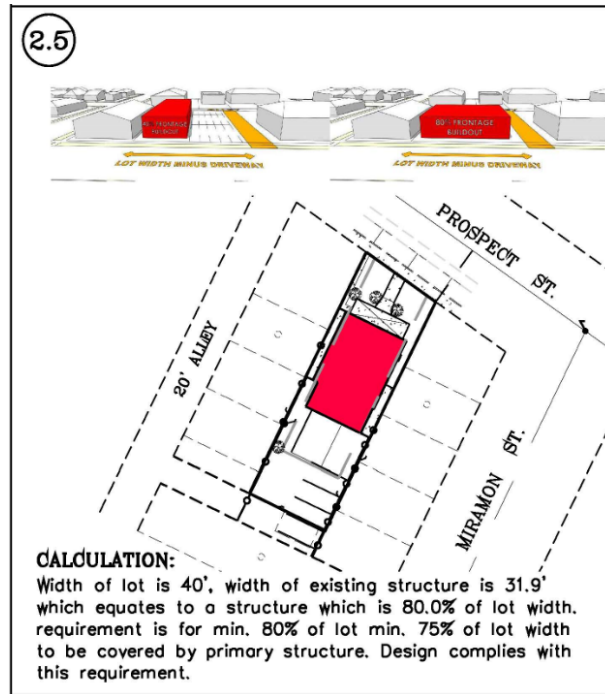 2.5
FRONTAGE
BUILDOUT
80% FRONTAGE
BUILDOUT
LOT WIDTH MINUS DRIVEWAY
LOT WIDTH MINUS DRIVEWAY
PROSPECT ST.
20' ALLEY
MIRAMON ST.
CALCULATION:
Width of lot is 40', width of existing structure is 31.9'
which equates to a structure which is 80.0% of lot width.
requirement is for min. 80% of lot min. 75% of lot width
to be covered by primary structure. Design complies with
this requirement.